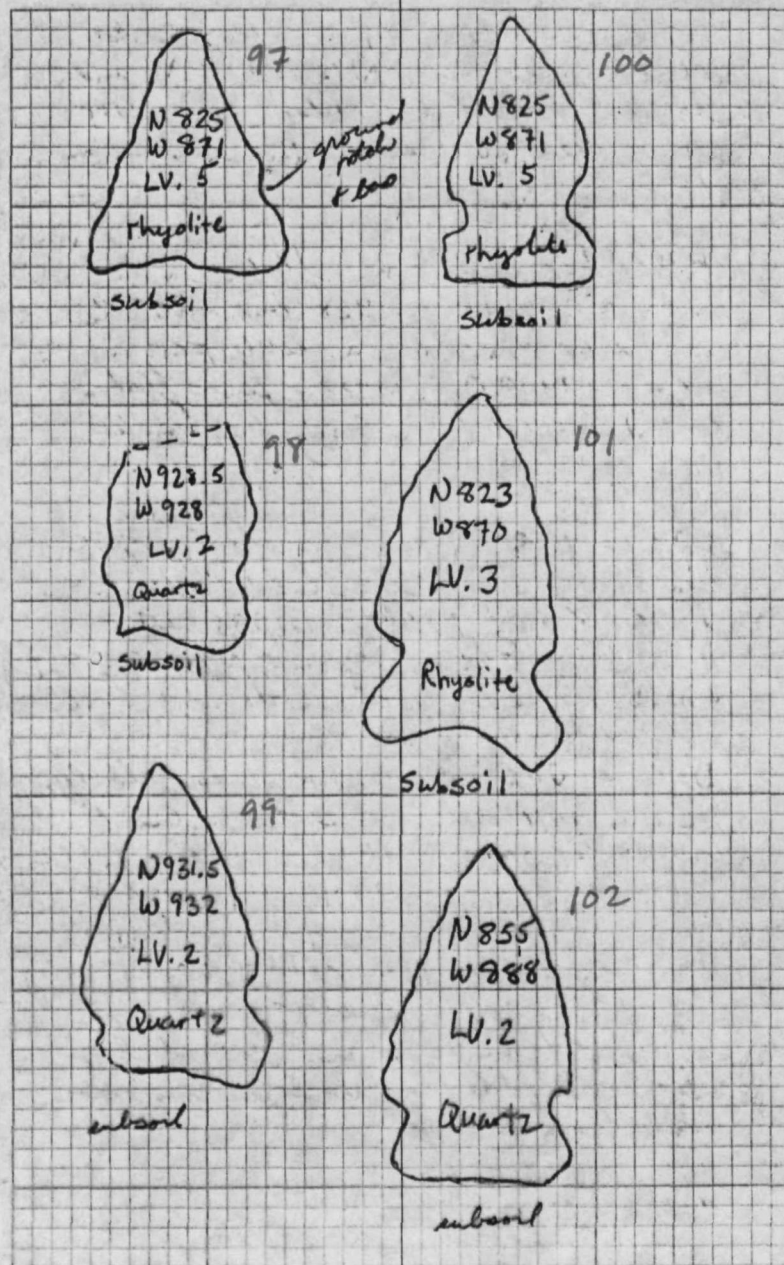 97
N825
W871
LV. 5
rhyolite
subsoil
ground
notch
&
98
N928.5
W928
LV. 2
Quartz
subsoil
99
N931.5
W932
LV. 2
Quartz
subsoil
100
N825
W871
LV. 5
rhyolite
subsoil
101
N823
W870
LV. 3
Rhyolite
subsoil
102
N855
W888
LV. 2
Quartz
subsoil